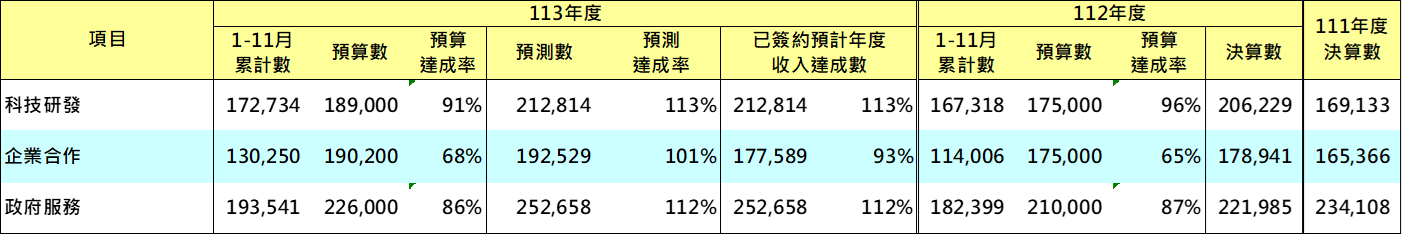 項目 113年度 112年度 111年度決算數
1-11月累計數 預算數 預算達成率 預測數 預測達成率 已簽約預計年度收入達成數 1-11月累計數 預算數 預算達成率 決算數
科技研發 172,734 189,000 91% 212,814 113% 212,814 113% 167,318 175,000 96% 206,229 169,133
企業合作 130,250 190,200 68% 192,529 101% 177,589 93% 114,006 175,000 65% 178,941 165,366
政府服務 193,541 226,000 86% 252,658 112% 252,658 112% 182,399 210,000 87% 221,985 234,108